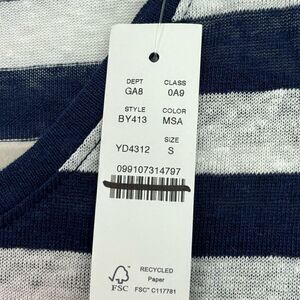 DEPT CLASS
GA8 0A9
STYLE COLOR
BY413 MSA
SIZE
YD4312 S
099107314797
RECYCLED
Paper
FSC FSC® C117781